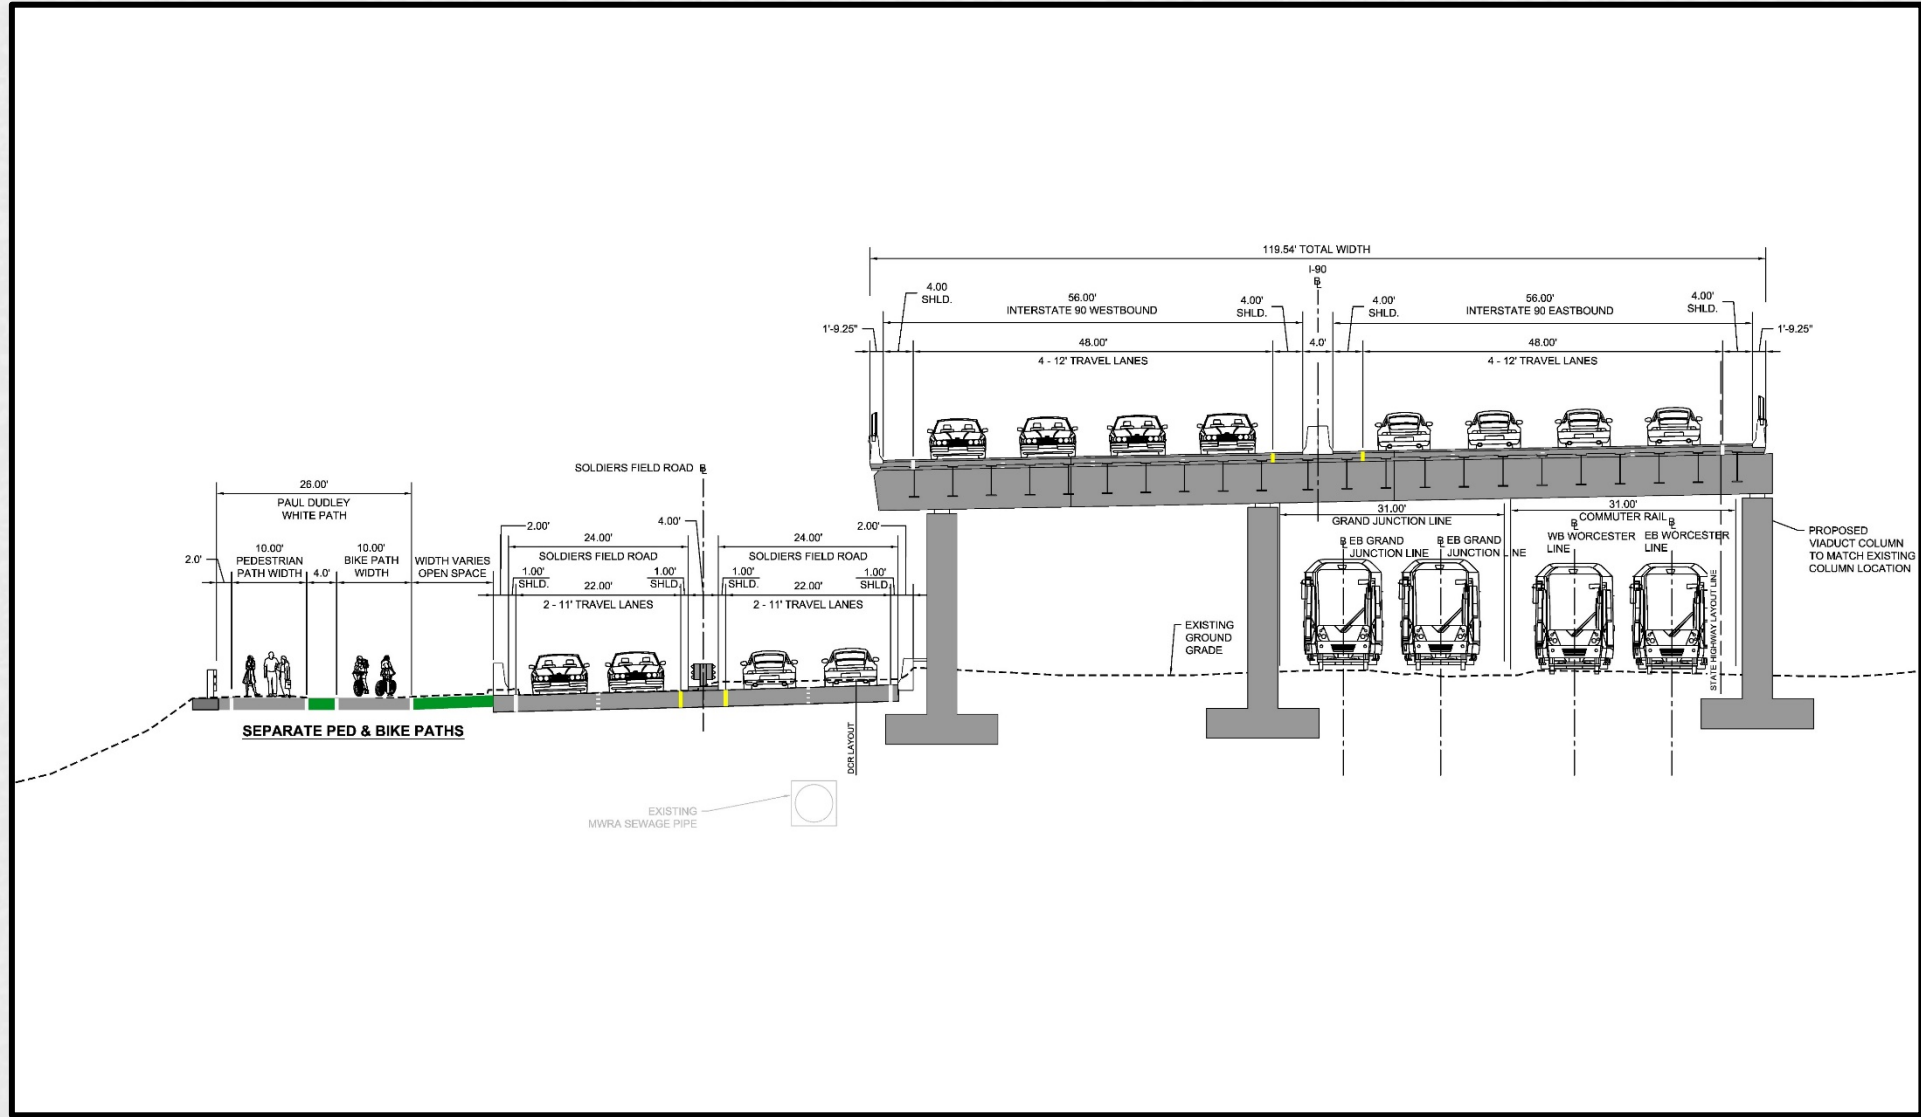 119.54' TOTAL WIDTH
I-90
B
L
4.00
SHLD.
56.00'
INTERSTATE 90 WESTBOUND
4.00'
SHLD.
4.00'
SHLD.
56.00'
INTERSTATE 90 EASTBOUND
4.00'
SHLD.
1'-9.25"
48.00'
4 - 12' TRAVEL LANES
4.0'
48.00'
4 - 12' TRAVEL LANES
1'-9.25"
SOLDIERS FIELD ROAD B
L
26.00'
PAUL DUDLEY
WHITE PATH
2.0'
10.00'
PEDESTRIAN
PATH WIDTH
4.0'
10.00'
BIKE PATH
WIDTH
WIDTH VARIES
OPEN SPACE
2.00'
24.00'
SOLDIERS FIELD ROAD
1.00'
SHLD.
22.00'
2 - 11' TRAVEL LANES
1.00'
SHLD.
4.00'
24.00'
SOLDIERS FIELD ROAD
1.00'
SHLD.
22.00'
2 - 11' TRAVEL LANES
1.00'
SHLD.
2.00'
31.00'
GRAND JUNCTION LINE
B EB GRAND
L JUNCTION LINE
B EB GRAND
L JUNCTION LINE
31.00'
COMMUTER RAIL
B
L
WB WORCESTER
LINE
B
L
EB WORCESTER
LINE
PROPOSED
VIADUCT COLUMN
TO MATCH EXISTING
COLUMN LOCATION
STATE HIGHWAY LAYOUT LINE
EXISTING
GROUND
GRADE
SEPARATE PED & BIKE PATHS
DCR LAYOUT
EXISTING
MWRA SEWAGE PIPE